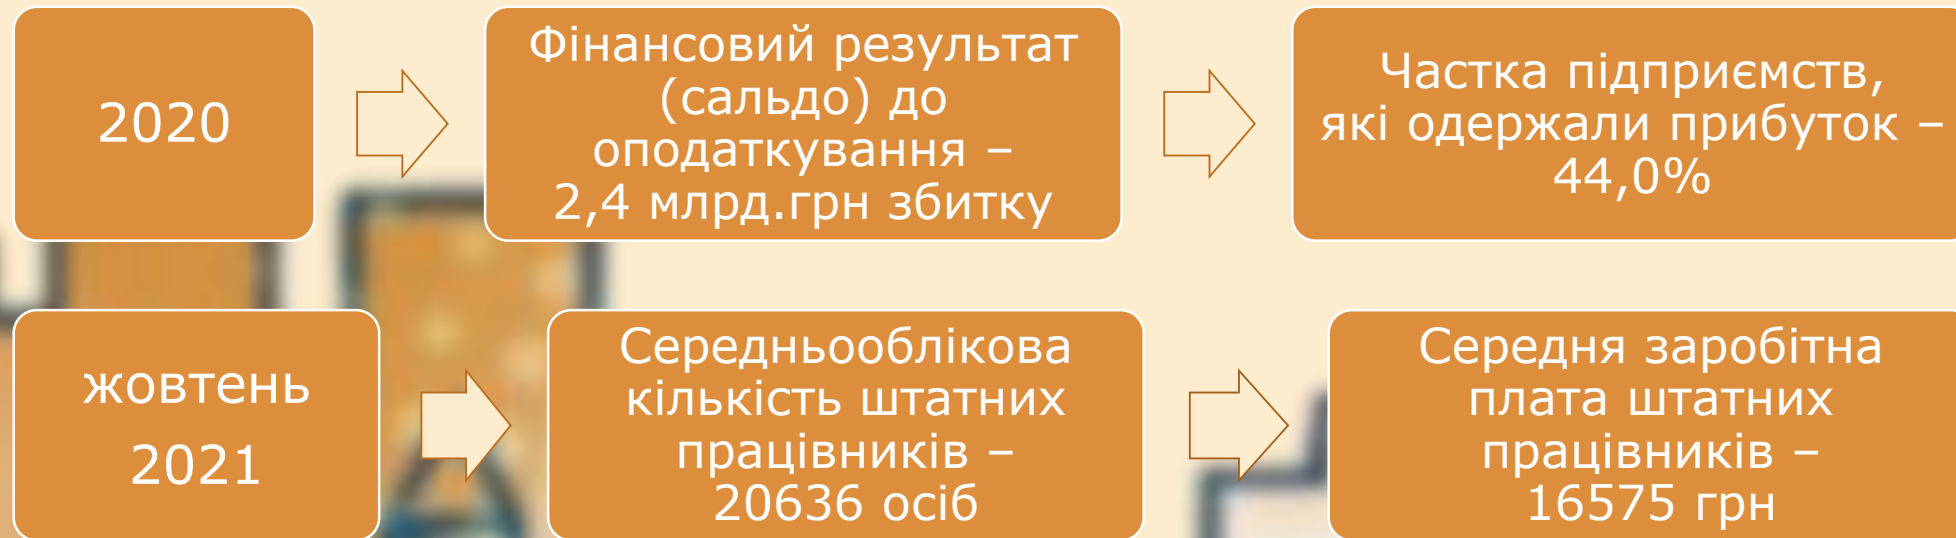 2020
Фінансовий результат
(сальдо) до
оподаткування –
2,4 млрд.грн збитку
Частка підприємств,
які одержали прибуток –
44,0%
жовтень
2021
Середньооблікова
кількість штатних
працівників –
20636 осіб
Середня заробітна
плата штатних
працівників –
16575 грн